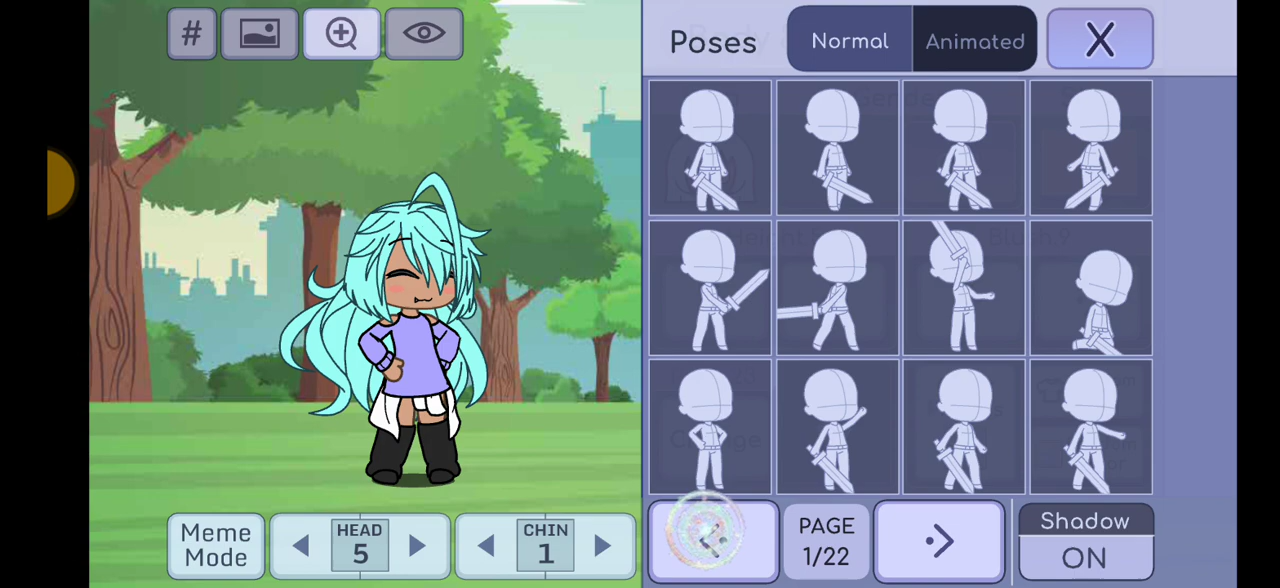 #
Poses
Normal
Animated
X
Meme
Mode
HEAD
5
CHIN
1
PAGE
1/22
Shadow
ON